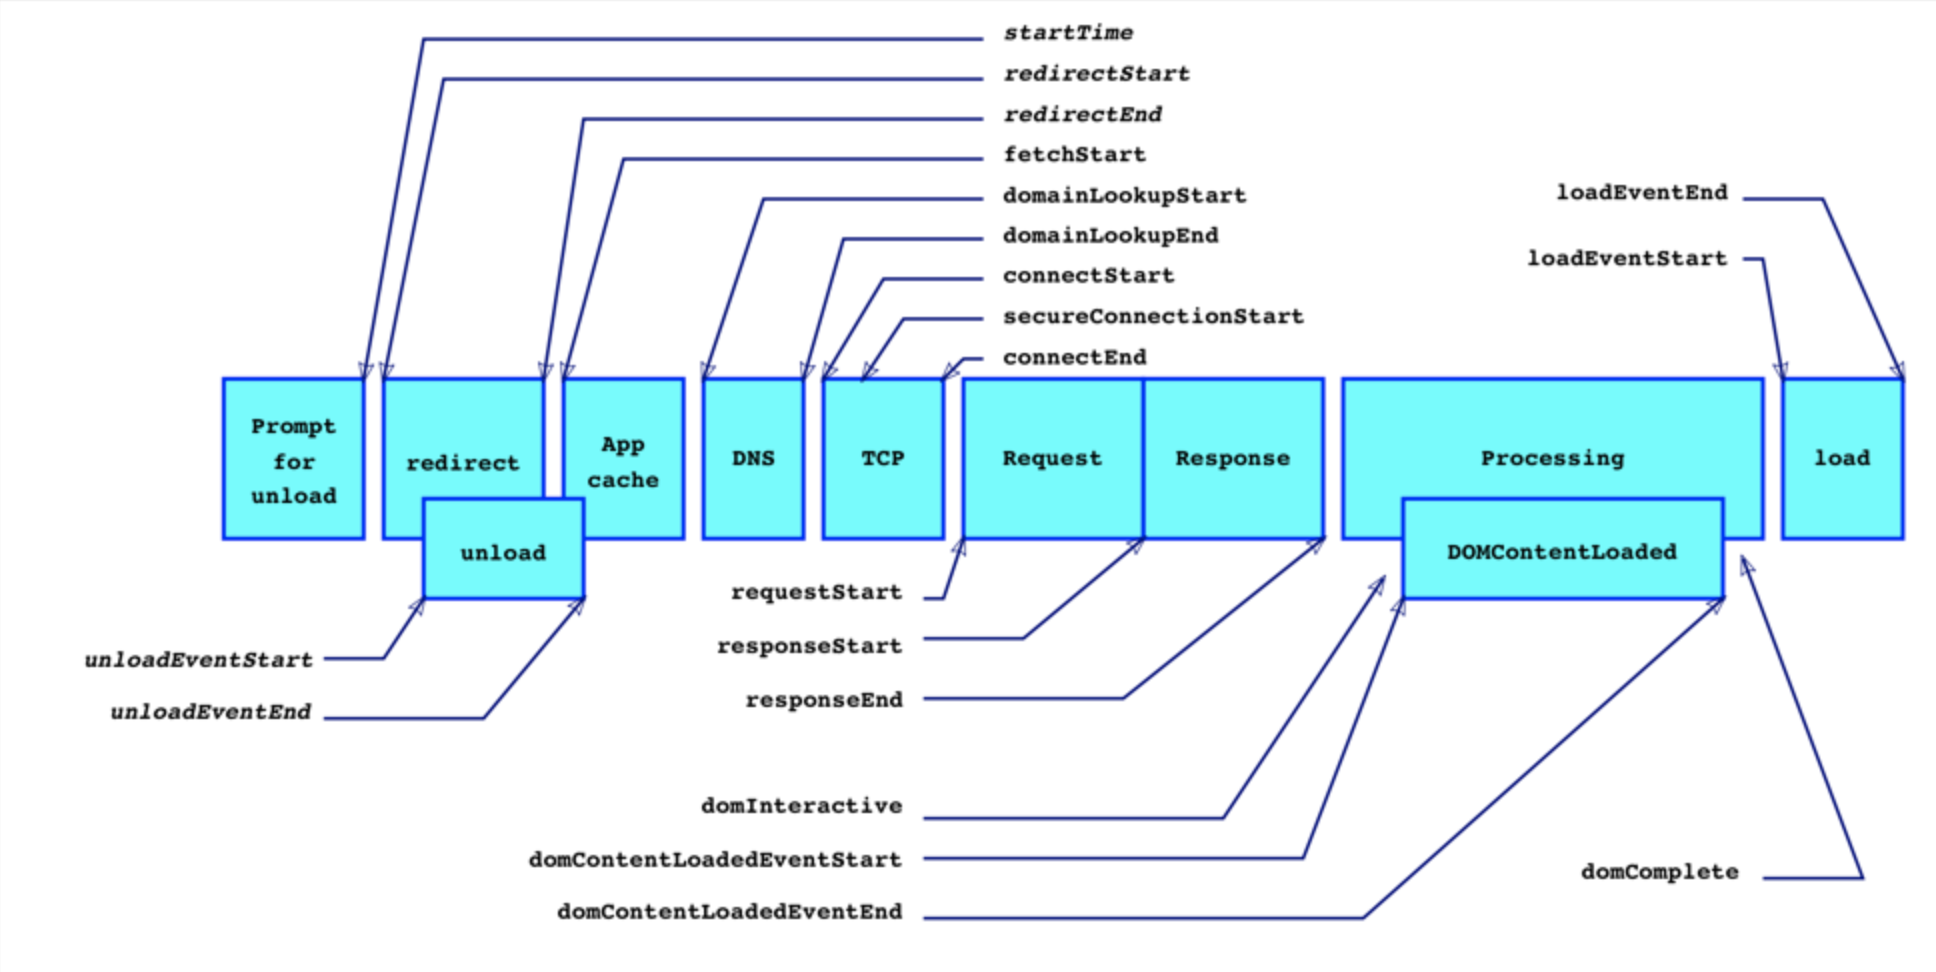 startTime
redirectStart
redirectEnd
fetchStart
domainLookupStart
domainLookupEnd
connectStart
secureConnectionStart
connectEnd
loadEventEnd
loadEventStart
Prompt
for
unload
redirect
unload
App
cache
DNS
TCP
Request
Response
Processing
DOMContentLoaded
load
unloadEventStart
unloadEventEnd
requestStart
responseStart
responseEnd
domInteractive
domContentLoadedEventStart
domContentLoadedEventEnd
domComplete